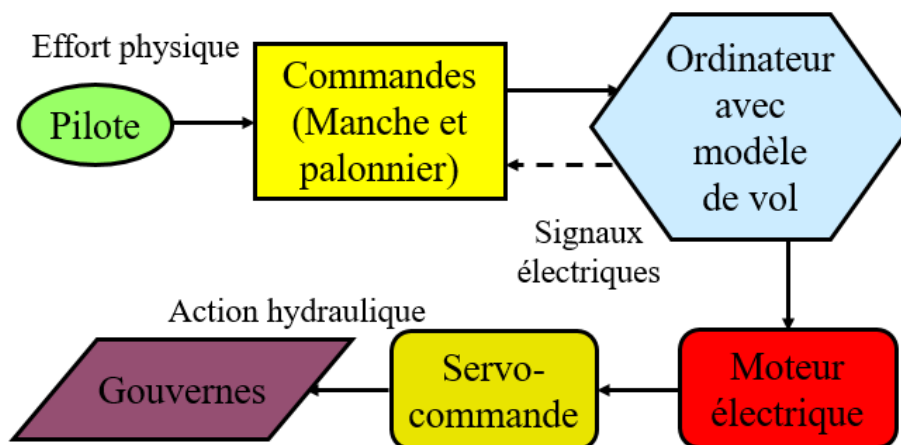 Effort physique
Pilote
Commandes
(Manche et
palonnier)
Ordinateur
avec
modèle
de vol
Signaux
électriques
Action hydraulique
Gouvernes
Servo-
commande
Moteur
électrique